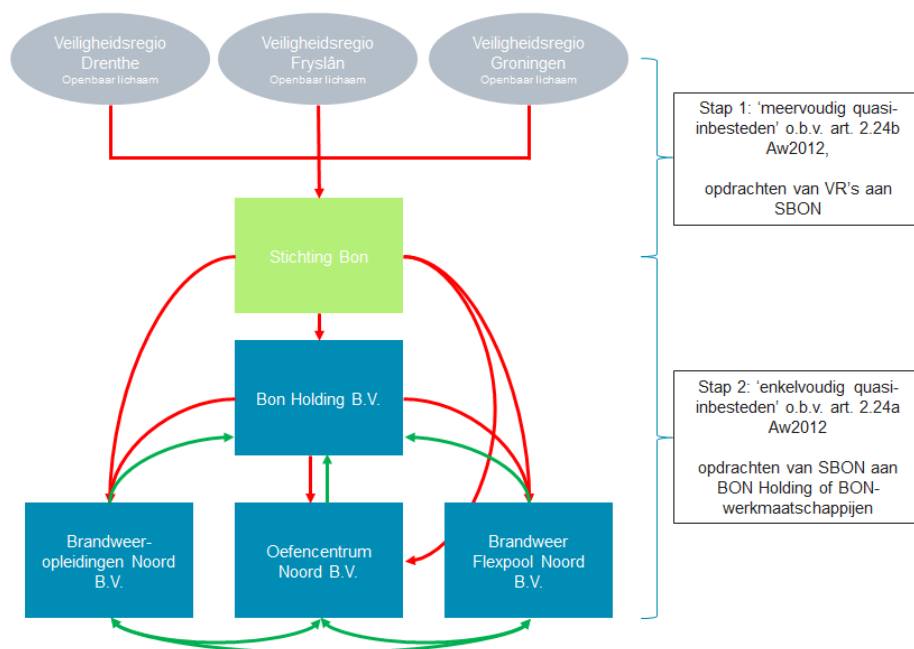 Veiligheidsregio
Drenthe
Openbaar lichaam
Veiligheidsregio
Fryslân
Openbaar lichaam
Veiligheidsregio
Groningen
Openbaar lichaam
Stap 1: ‘meervoudig quasi-
inbesteden’ o.b.v. art. 2.24b
Aw2012,
opdrachten van VR’s aan
SBON
Stichting Bon
Bon Holding B.V.
Stap 2: ‘enkelvoudig quasi-
inbesteden’ o.b.v. art. 2.24a
Aw2012
opdrachten van SBON aan
BON Holding of BON-
werkmaatschappijen
Brandweer-
opleidingen Noord
B.V.
Oefencentrum
Noord B.V.
Brandweer
Flexpool Noord
B.V.